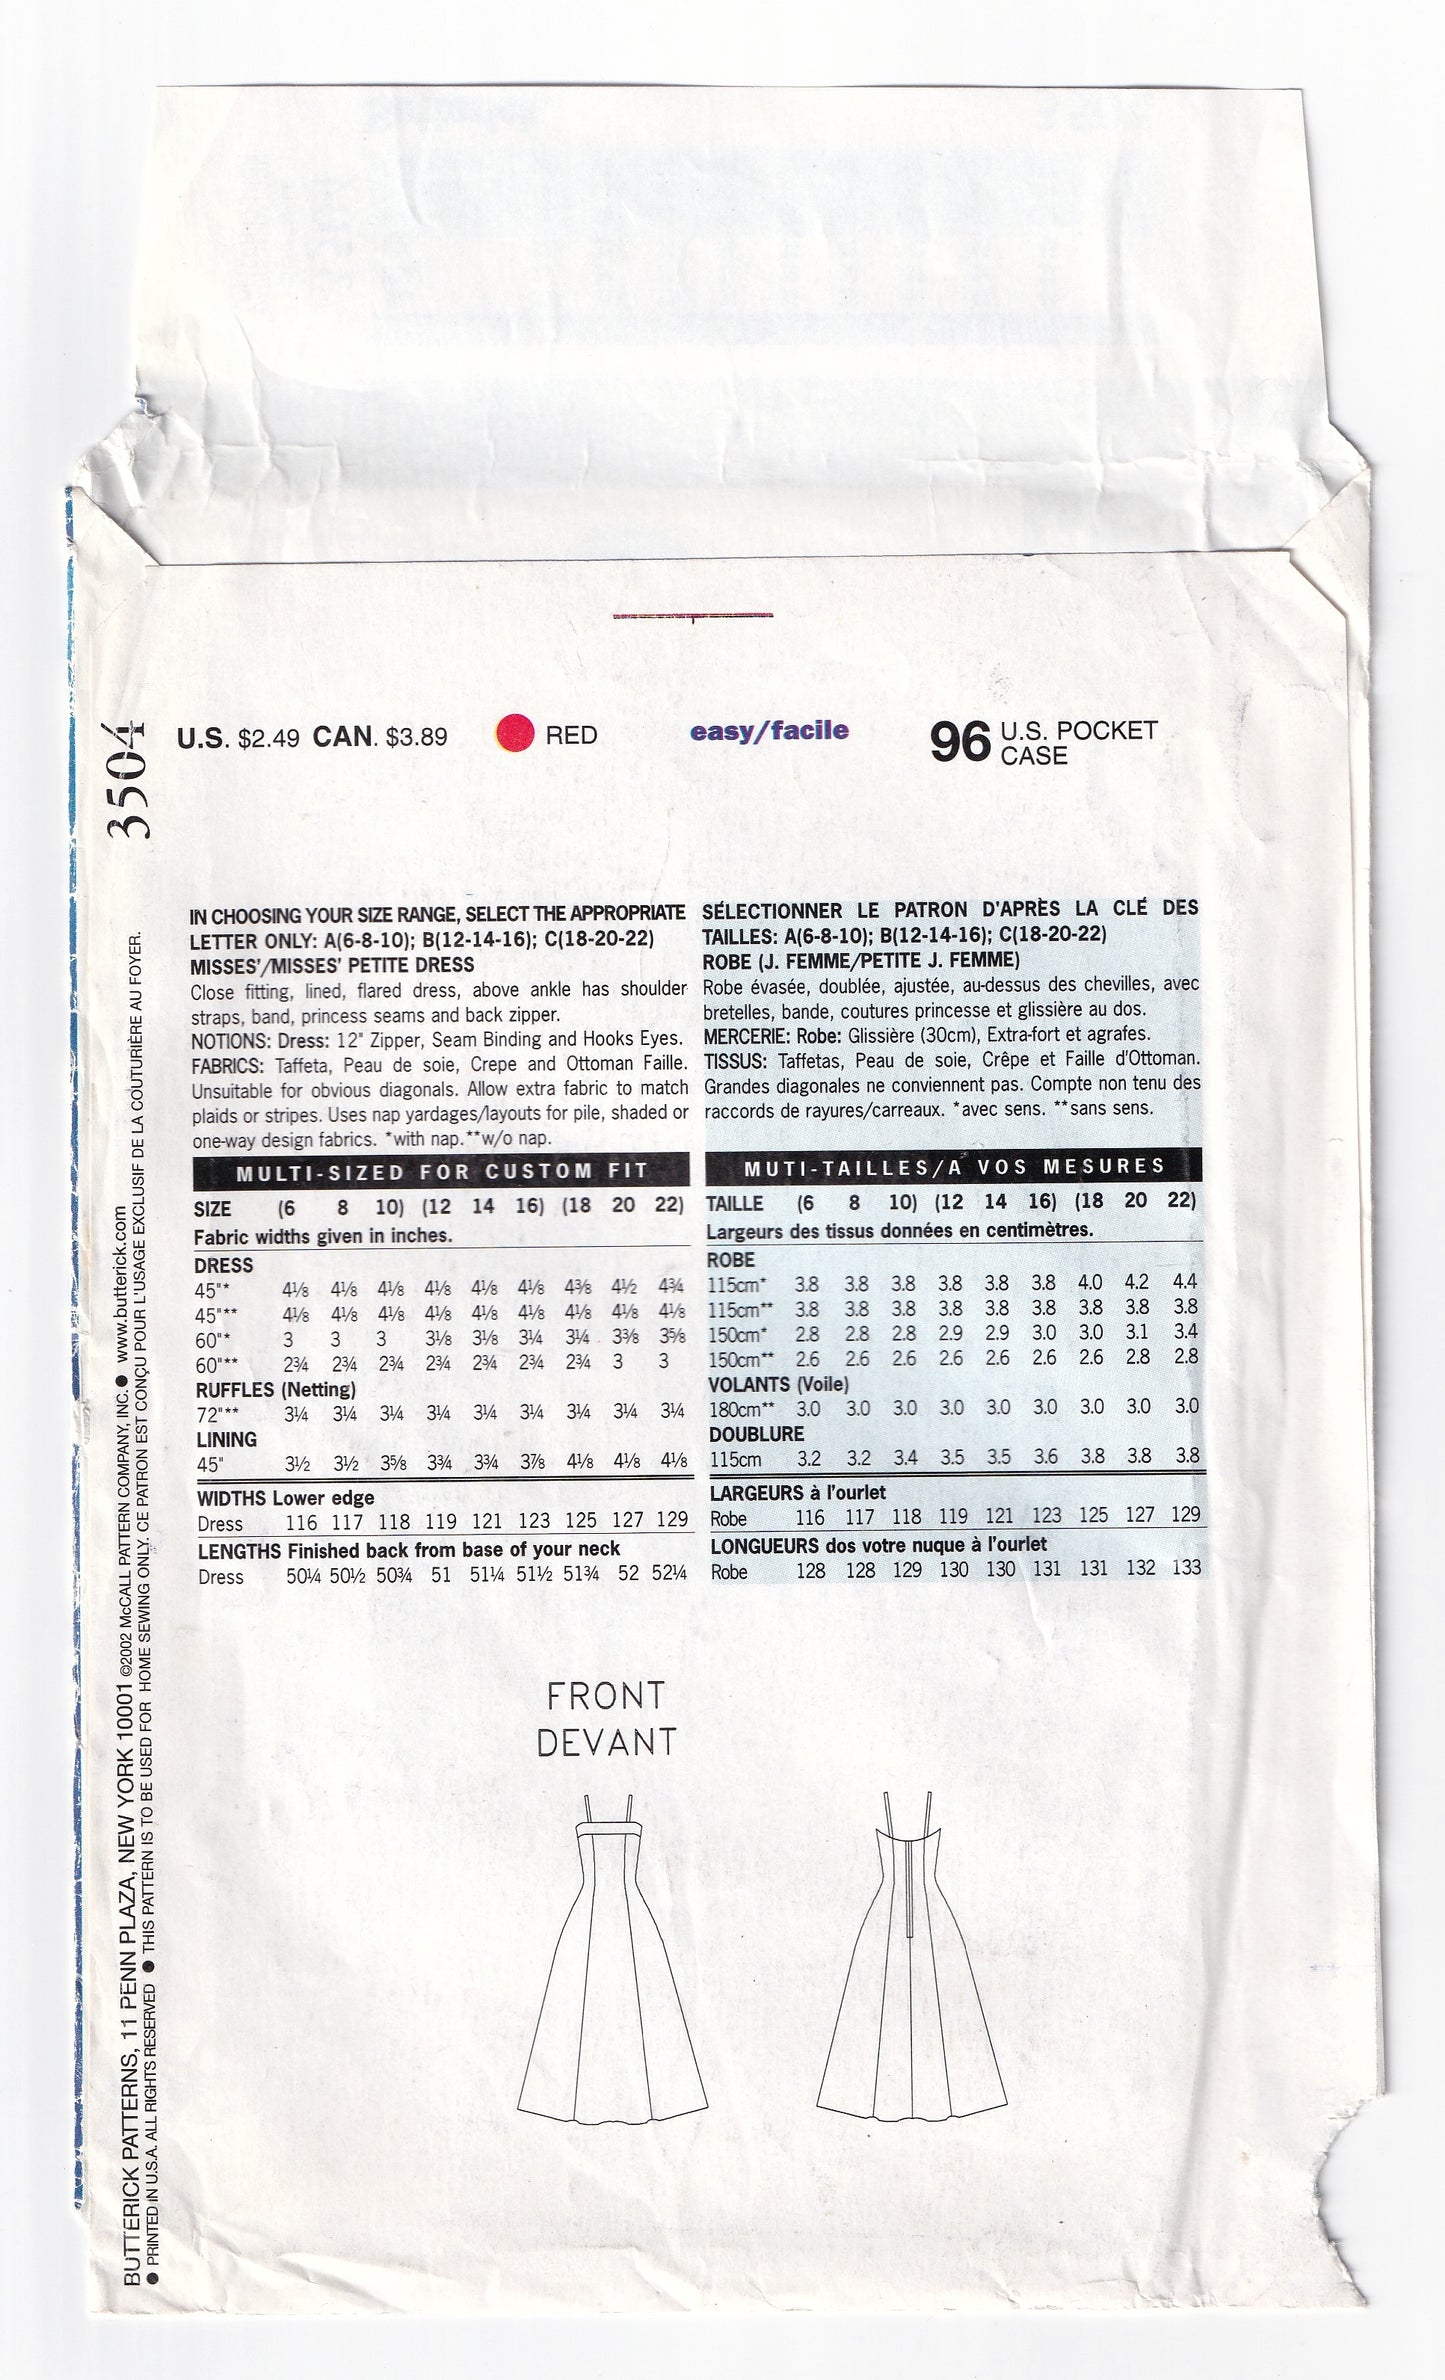 U.S. $2.49 CAN. $3.89
RED
easy/facile
96 U.S. POCKET
CASE
3504
BUTTERICK PATTERNS, 11 PENN PLAZA, NEW YORK 10001 ©2002 McCALL PATTERN COMPANY, INC. ● www.butterick.com
● PRINTED IN U.S.A. ALL RIGHTS RESERVED ● THIS PATTERN IS TO BE USED FOR HOME SEWING ONLY. CE PATRON EST CONÇU POUR L'USAGE EXCLUSIF DE LA COUTURIÈRE AU FOYER.
IN CHOOSING YOUR SIZE RANGE, SELECT THE APPROPRIATE
LETTER ONLY: A(6-8-10); B(12-14-16); C(18-20-22)
MISSES'/MISSES' PETITE DRESS
Close fitting, lined, flared dress, above ankle has shoulder
straps, band, princess seams and back zipper.
NOTIONS: Dress: 12" Zipper, Seam Binding and Hooks Eyes.
FABRICS: Taffeta, Peau de soie, Crepe and Ottoman Faille.
Unsuitable for obvious diagonals. Allow extra fabric to match
plaids or stripes. Uses nap yardages/layouts for pile, shaded or
one-way design fabrics. *with nap.**w/o nap.
MULTI-SIZED FOR CUSTOM FIT
SIZE (6 8 10) (12 14 16) (18 20 22)
Fabric widths given in inches.
DRESS
45"* 4⅛ 4⅛ 4⅛ 4⅛ 4⅛ 4⅛ 4⅜ 4½ 4¾
45"** 4⅛ 4⅛ 4⅛ 4⅛ 4⅛ 4⅛ 4⅛ 4⅛ 4⅛
60"* 3 3 3 3⅛ 3⅛ 3¼ 3¼ 3⅜ 3⅝
60"** 2¾ 2¾ 2¾ 2¾ 2¾ 2¾ 2¾ 3 3
RUFFLES (Netting)
72"** 3¼ 3¼ 3¼ 3¼ 3¼ 3¼ 3¼ 3¼ 3¼
LINING
45" 3½ 3½ 3⅝ 3¾ 3¾ 3⅞ 4⅛ 4⅛ 4⅛
WIDTHS Lower edge
Dress 116 117 118 119 121 123 125 127 129
LENGTHS Finished back from base of your neck
Dress 50¼ 50½ 50¾ 51 51¼ 51½ 51¾ 52 52¼
SÉLECTIONNER LE PATRON D'APRÈS LA CLÉ DES
TAILLES: A(6-8-10); B(12-14-16); C(18-20-22)
ROBE (J. FEMME/PETITE J. FEMME)
Robe évasée, doublée, ajustée, au-dessus des chevilles, avec
bretelles, bande, coutures princesse et glissière au dos.
MERCERIE: Robe: Glissière (30cm), Extra-fort et agrafes.
TISSUS: Taffetas, Peau de soie, Crêpe et Faille d'Ottoman.
Grandes diagonales ne conviennent pas. Compte non tenu des
raccords de rayures/carreaux. *avec sens. **sans sens.
MUTI-TAILLES/A VOS MESURES
TAILLE (6 8 10) (12 14 16) (18 20 22)
Largeurs des tissus données en centimètres.
ROBE
115cm* 3.8 3.8 3.8 3.8 3.8 3.8 4.0 4.2 4.4
115cm** 3.8 3.8 3.8 3.8 3.8 3.8 3.8 3.8 3.8
150cm* 2.8 2.8 2.8 2.9 2.9 3.0 3.0 3.1 3.4
150cm** 2.6 2.6 2.6 2.6 2.6 2.6 2.6 2.8 2.8
VOLANTS (Voile)
180cm** 3.0 3.0 3.0 3.0 3.0 3.0 3.0 3.0 3.0
DOUBLURE
115cm 3.2 3.2 3.4 3.5 3.5 3.6 3.8 3.8 3.8
LARGEURS à l'ourlet
Robe 116 117 118 119 121 123 125 127 129
LONGUEURS dos votre nuque à l'ourlet
Robe 128 128 129 130 130 131 131 132 133
FRONT
DEVANT